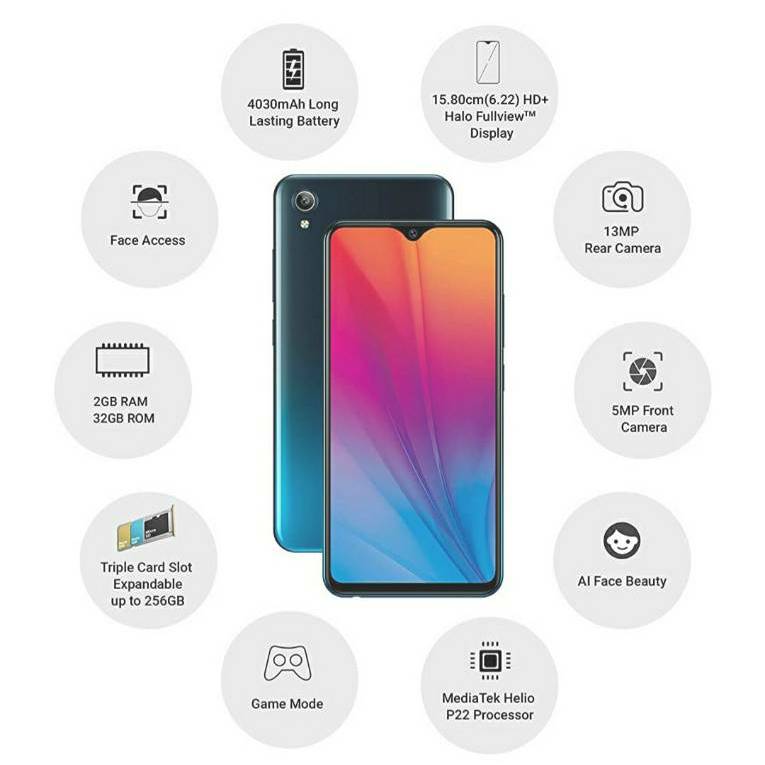 4030mAh Long
Lasting Battery
15.80cm(6.22) HD+
Halo Fullview™
Display
Face Access
13MP
Rear Camera
2GB RAM
32GB ROM
5MP Front
Camera
Triple Card Slot
Expandable
up to 256GB
AI Face Beauty
Game Mode
MediaTek Helio
P22 Processor